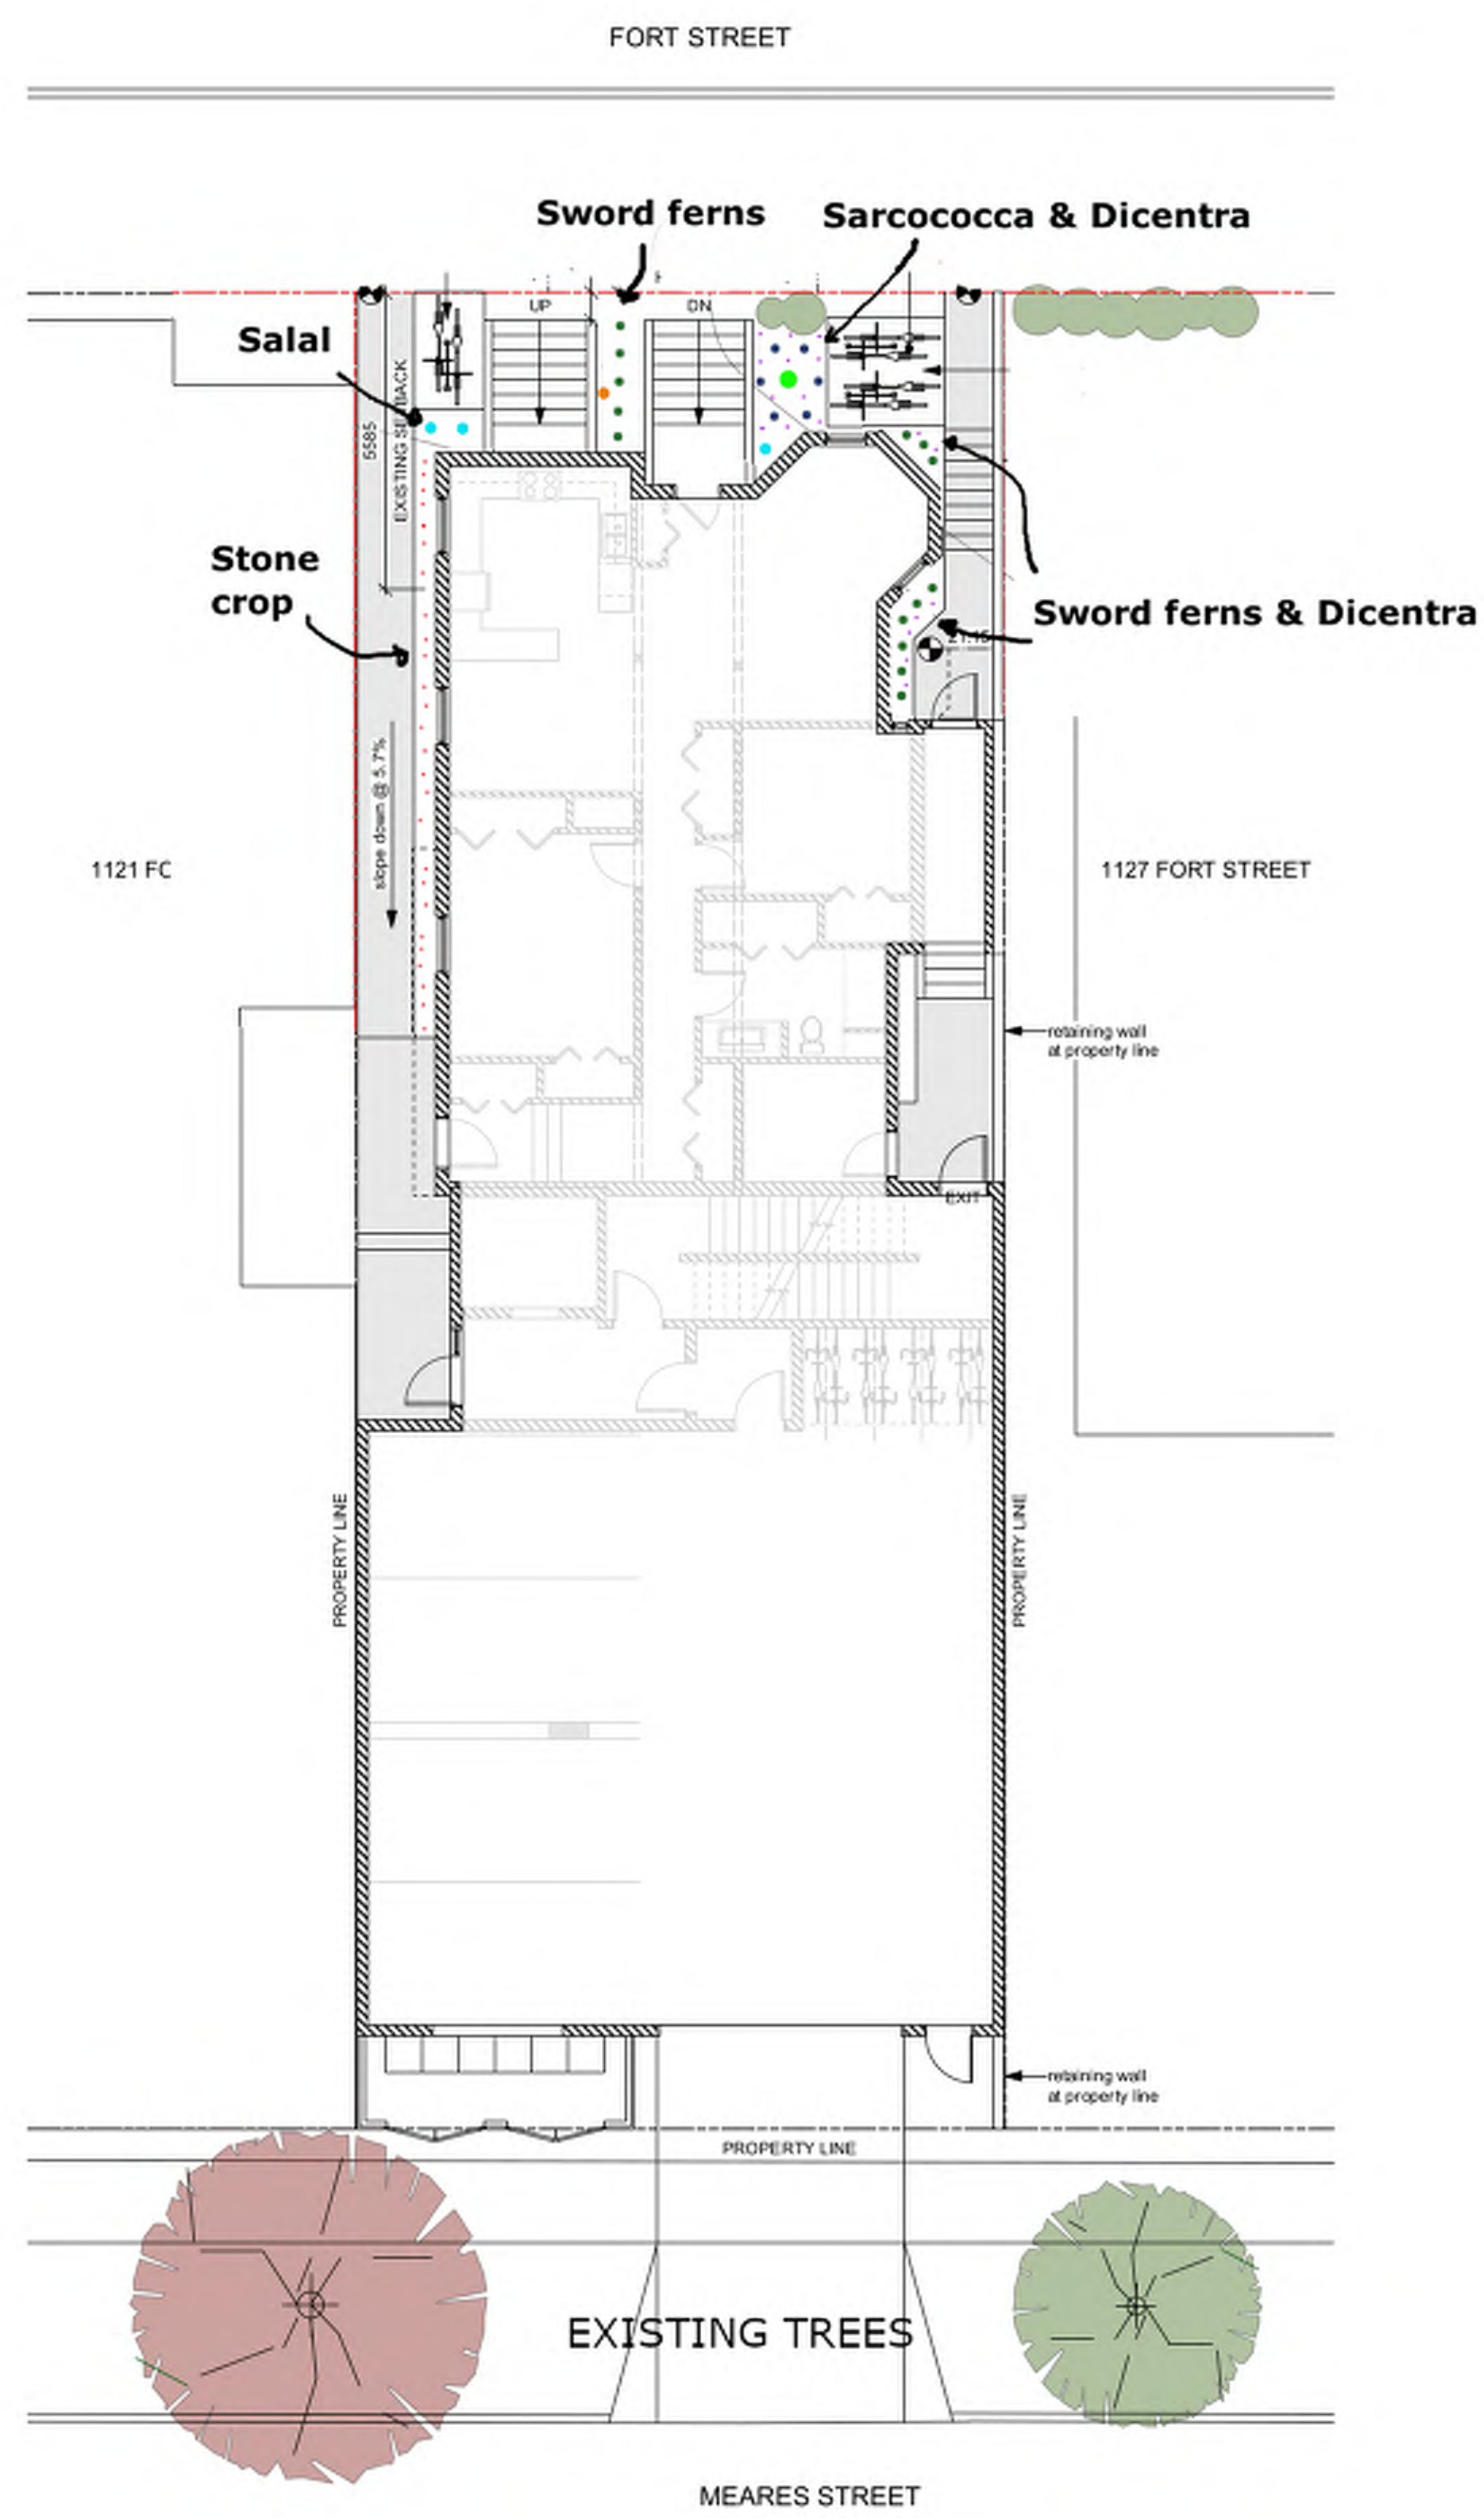 FORT STREET
Sword ferns
Sarcococca & Dicentra
UP
DN
Salal
5585
EXISTING SETBACK
Stone
crop
Sword ferns & Dicentra
slope down @ 5.7%
1121 FC
1127 FORT STREET
retaining wall
at property line
EXIT
PROPERTY LINE
PROPERTY LINE
retaining wall
at property line
PROPERTY LINE
EXISTING TREES
MEARES STREET